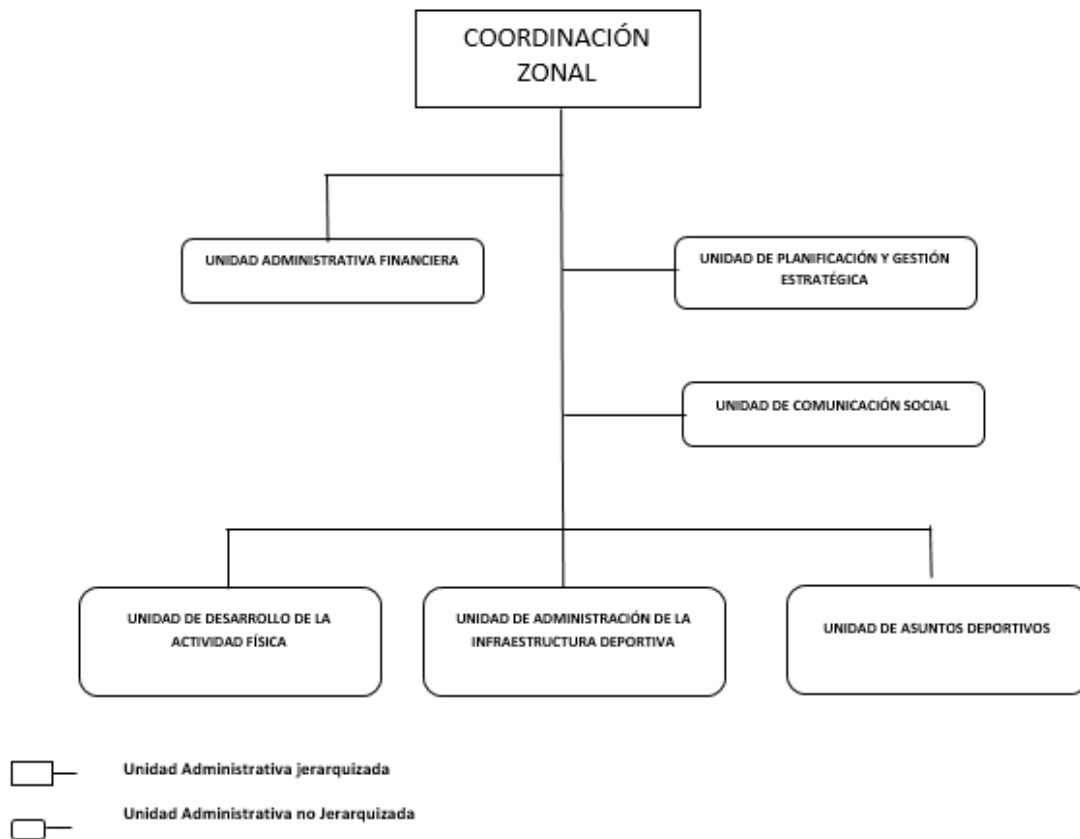 COORDINACIÓN
ZONAL
UNIDAD ADMINISTRATIVA FINANCIERA
UNIDAD DE PLANIFICACIÓN Y GESTIÓN
ESTRATÉGICA
UNIDAD DE COMUNICACIÓN SOCIAL
UNIDAD DE DESARROLLO DE LA
ACTIVIDAD FÍSICA
UNIDAD DE ADMINISTRACIÓN DE LA
INFRAESTRUCTURA DEPORTIVA
UNIDAD DE ASUNTOS DEPORTIVOS
Unidad Administrativa jerarquizada
Unidad Administrativa no Jerarquizada